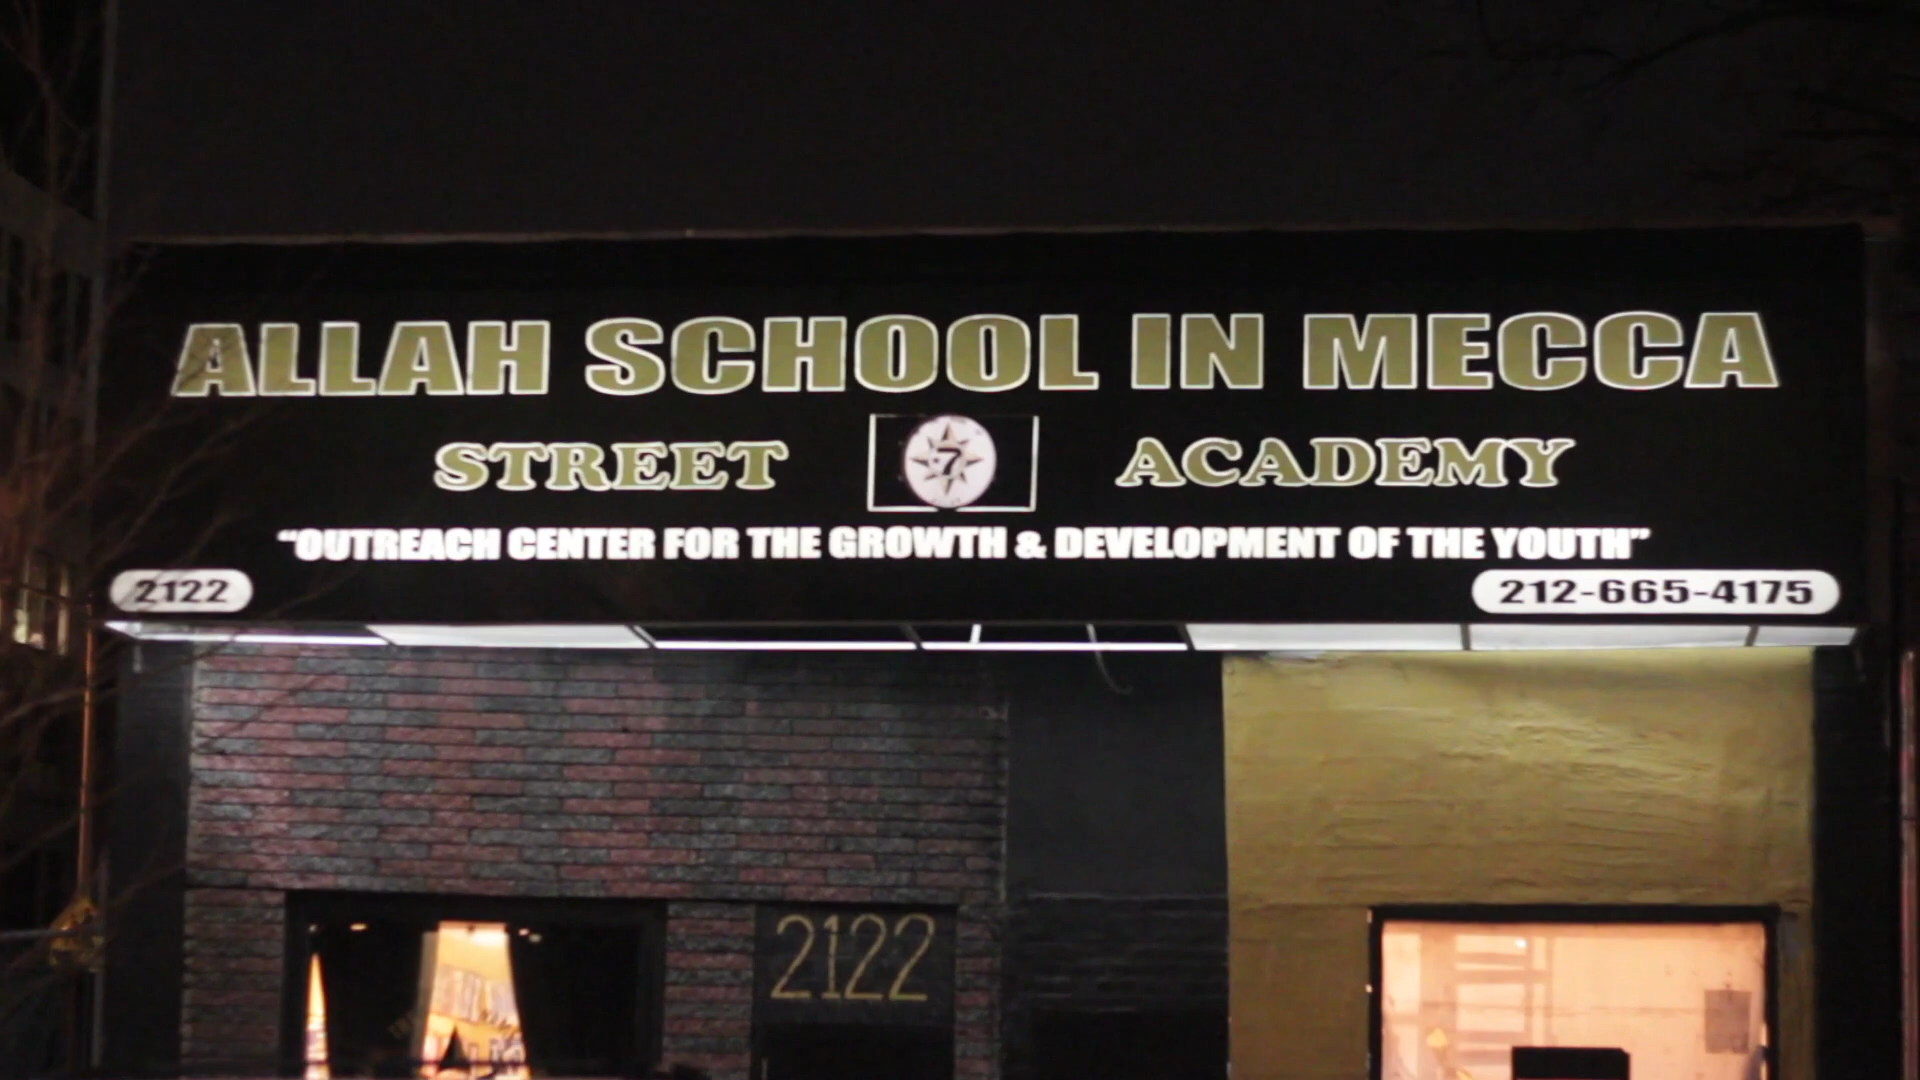 ALLAH SCHOOL IN MECCA
STREET 7 ACADEMY
"OUTREACH CENTER FOR THE GROWTH & DEVELOPMENT OF THE YOUTH"
2122
212-665-4175
2122